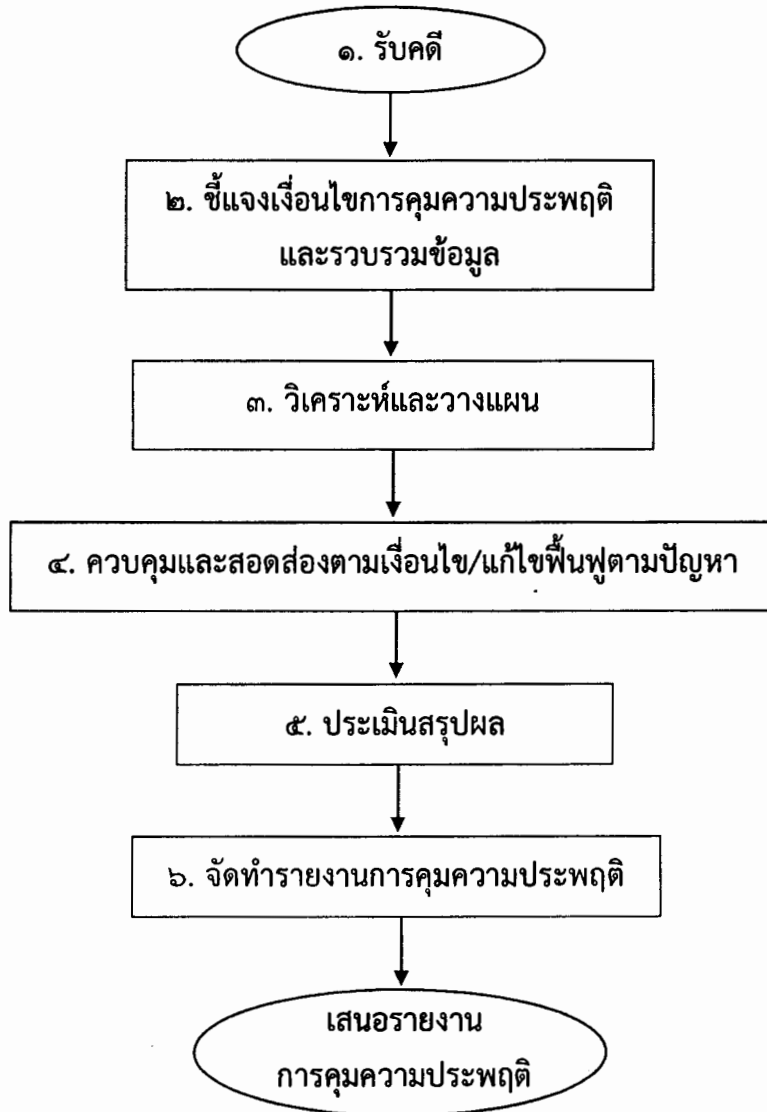 ๑. รับคดี
๒. ชี้แจงเงื่อนไขการคุมความประพฤติ
และรวบรวมข้อมูล
๓. วิเคราะห์และวางแผน
๔. ควบคุมและสอดส่องตามเงื่อนไข/แก้ไขฟื้นฟูตามปัญหา
๕. ประเมินสรุปผล
๖. จัดทำรายงานการคุมความประพฤติ
เสนอรายงาน
การคุมความประพฤติ